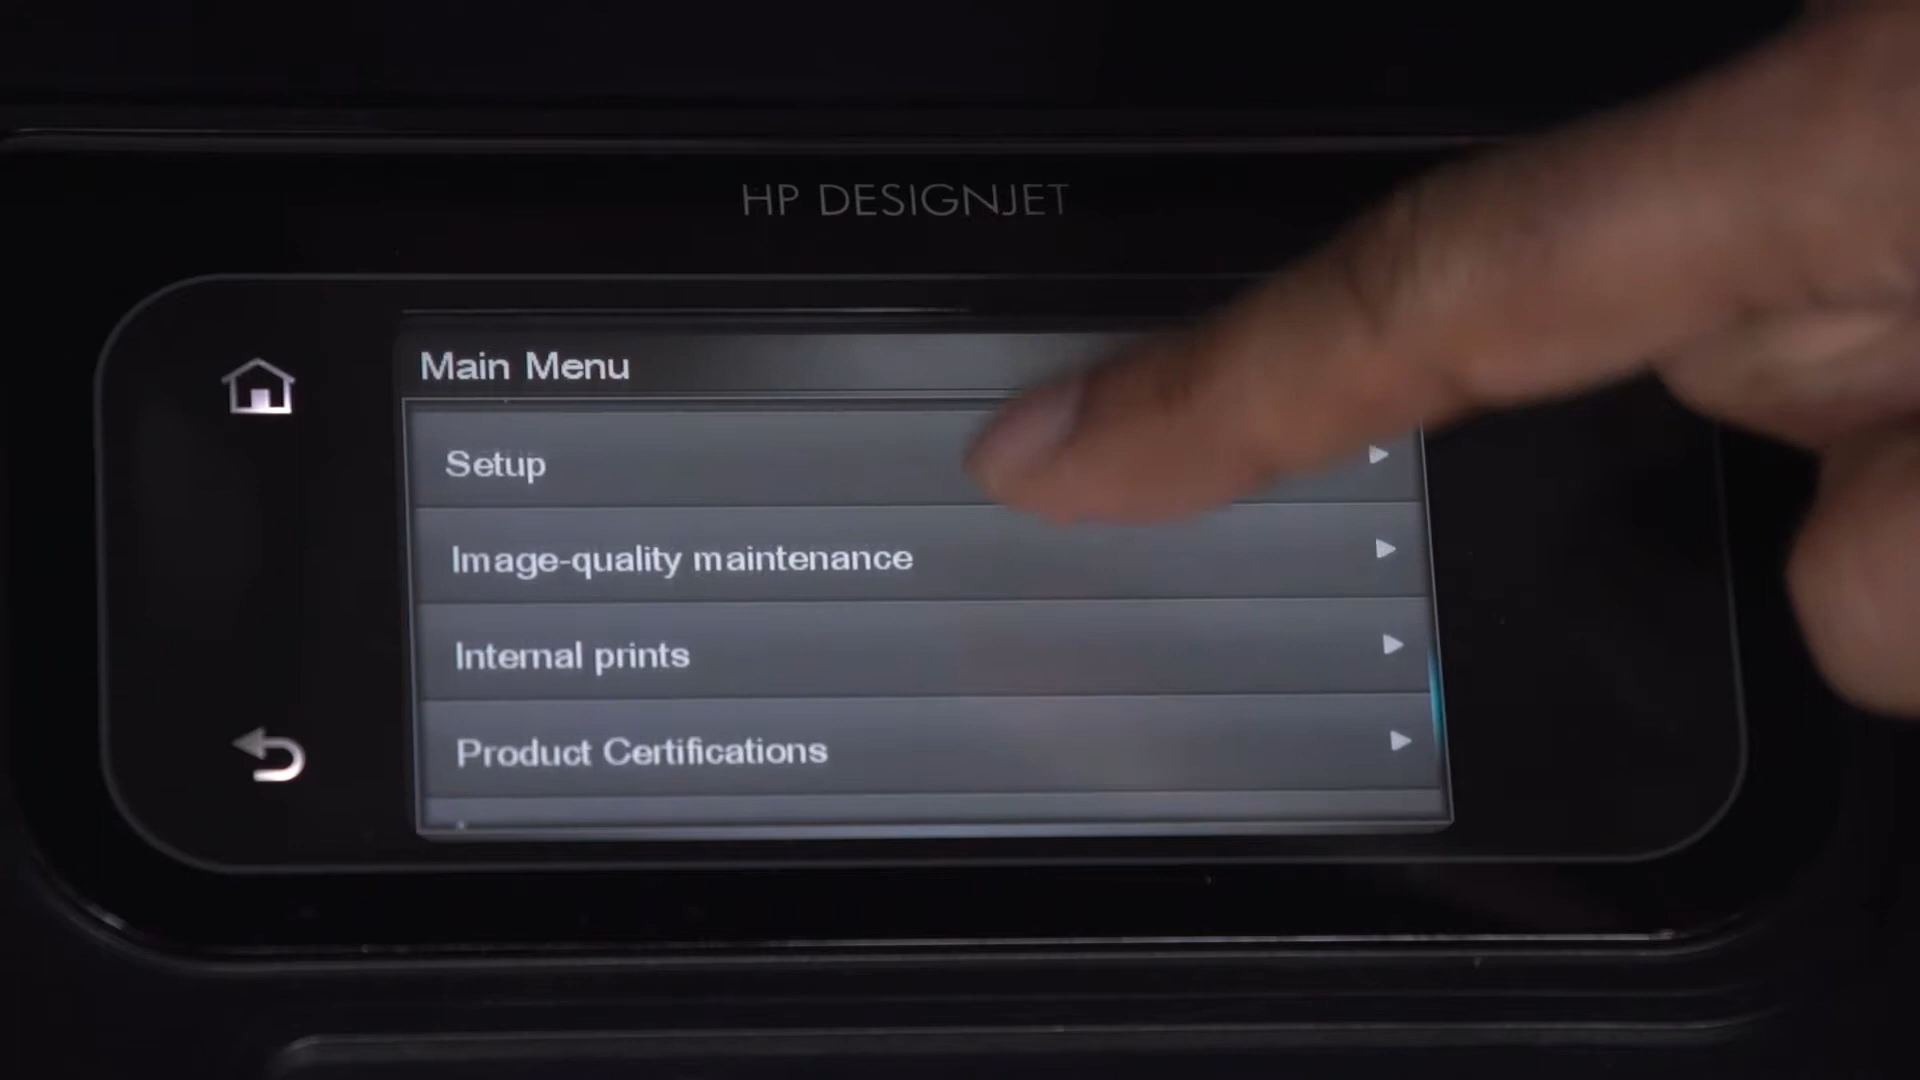 HP DESIGNJET
Main Menu
Setup
Image-quality maintenance
Internal prints
Product Certifications